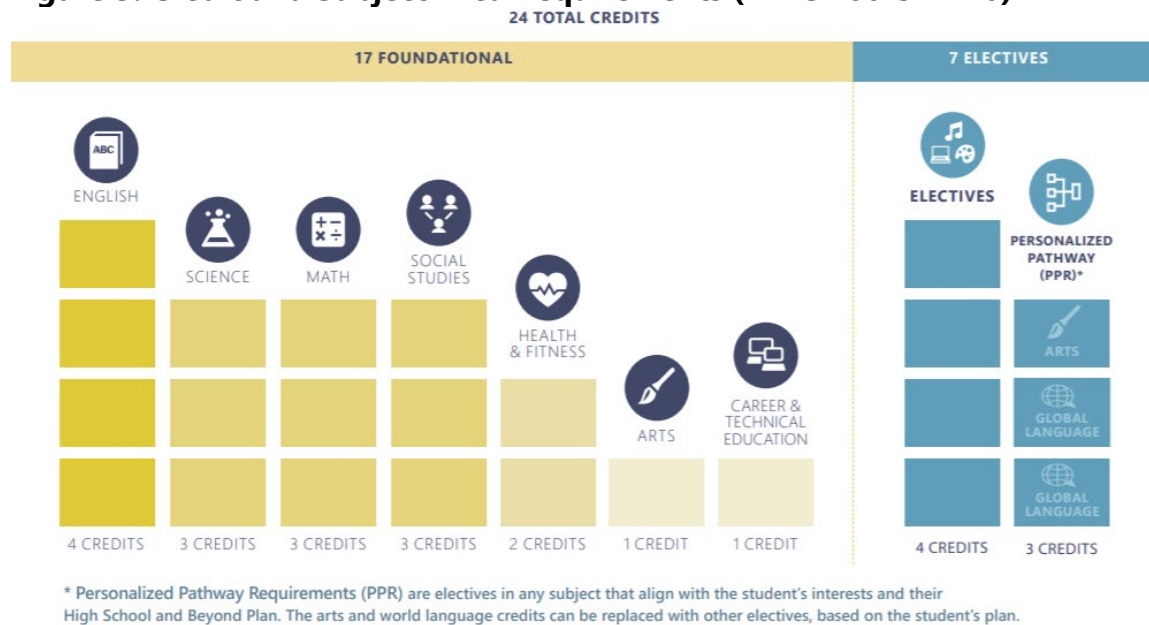 24 TOTAL CREDITS
17 FOUNDATIONAL
7 ELECTIVES
ABC
ENGLISH
SCIENCE
MATH
SOCIAL
STUDIES
HEALTH
& FITNESS
ARTS
CAREER &
TECHNICAL
EDUCATION
ELECTIVES
PERSONALIZED
PATHWAY
(PPR)*
ARTS
GLOBAL
LANGUAGE
GLOBAL
LANGUAGE
4 CREDITS
3 CREDITS
3 CREDITS
3 CREDITS
2 CREDITS
1 CREDIT
1 CREDIT
4 CREDITS
3 CREDITS
* Personalized Pathway Requirements (PPR) are electives in any subject that align with the student's interests and their
High School and Beyond Plan. The arts and world language credits can be replaced with other electives, based on the student's plan.